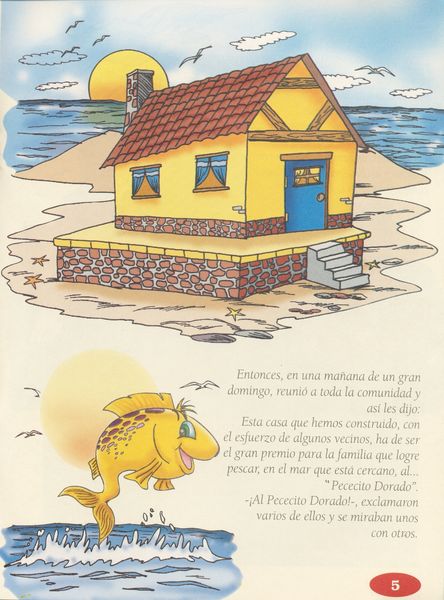 Entonces, en una mañana de un gran
domingo, reunió a toda la comunidad y
así les dijo:
Esta casa que hemos construido, con
el esfuerzo de algunos vecinos, ha de ser
el gran premio para la familia que logre
pescar, en el mar que está cercano, al...
"Pececito Dorado".
-¡Al Pececito Dorado!-, exclamaron
varios de ellos y se miraban unos
con otros.
5